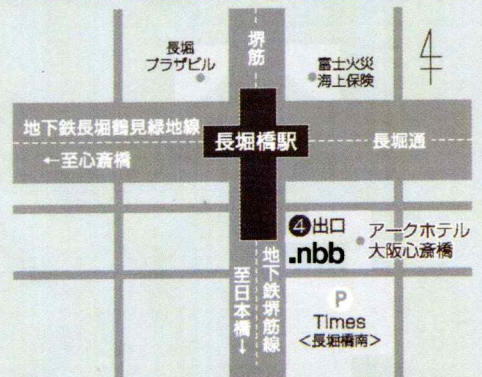 長堀
プラザビル
堺筋
富士火災
海上保険
地下鉄長堀鶴見緑地線
←至心斎橋
長堀橋駅
長堀通
❹出口
.nbb
アークホテル
大阪心斎橋
地下鉄堺筋線
至日本橋↓
P
Times
<長堀橋南>